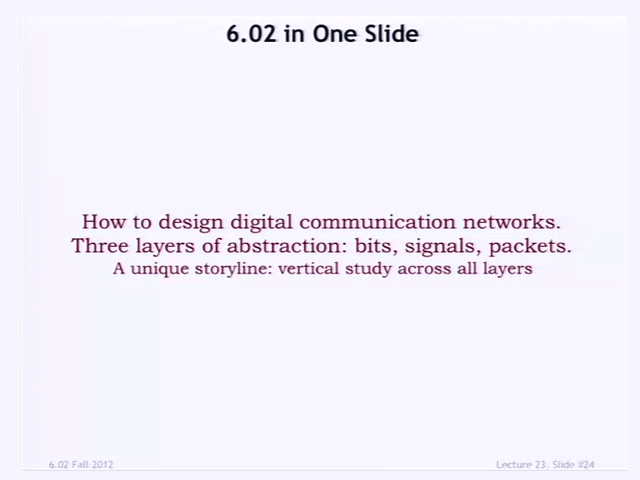 6.02 in One Slide
How to design digital communication networks.
Three layers of abstraction: bits, signals, packets.
A unique storyline: vertical study across all layers
6.02 Fall 2012
Lecture 23, Slide #24